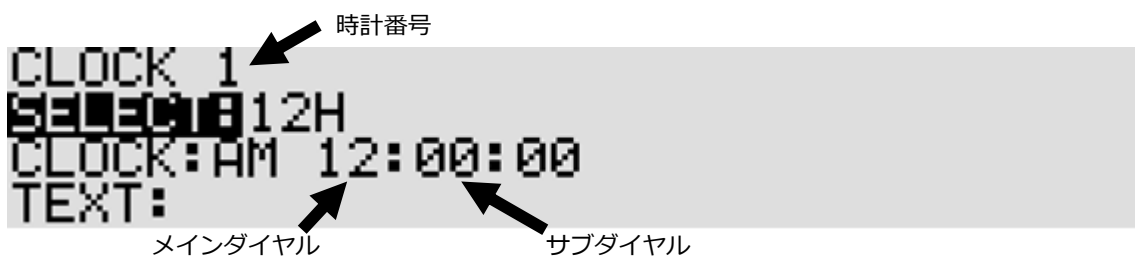 時計番号
CLOCK 1
SELECT:12H
CLOCK:AM 12:00:00
TEXT:
メインダイヤル
サブダイヤル